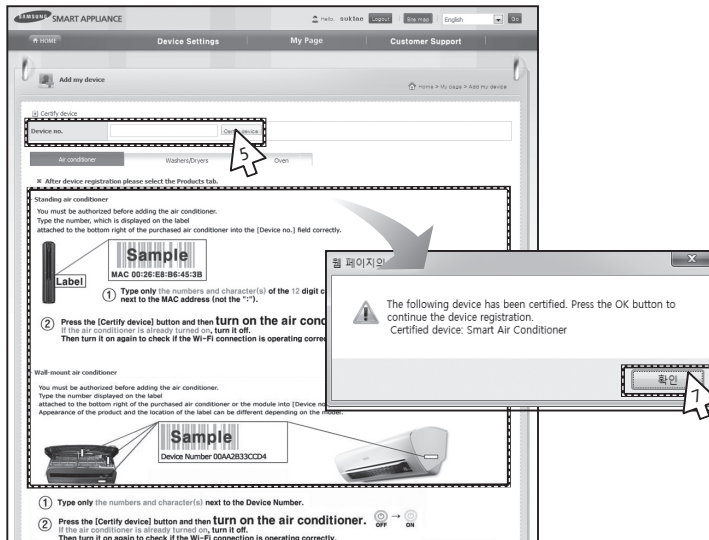 SAMSUNG SMART APPLIANCE
Hello. suktae Logout Site map English Go
HOME Device Settings My Page Customer Support
Add my device
Home > My page > Add my device
Certify device
Device no. Certify device
5
Air conditioner Washers/Dryers Oven
※ After device registration please select the Products tab.
Standing air conditioner
You must be authorized before adding the air conditioner.
Type the number, which is displayed on the label
attached to the bottom right of the purchased air conditioner into the [Device no.] field correctly.
Label
Sample
MAC 00:26:E8:B6:45:3B
① Type only the numbers and character(s) of the 12 digit c
next to the MAC address (not the ":").
② Press the [Certify device] button and then turn on the air cond
If the air conditioner is already turned on, turn it off.
Then turn it on again to check if the Wi-Fi connection is operating corre
웹 페이지의
X
The following device has been certified. Press the OK button to
continue the device registration.
Certified device: Smart Air Conditioner
확인
7
Wall-mount air conditioner
You must be authorized before adding the air conditioner.
Type the number displayed on the label
attached to the bottom right of the purchased air conditioner or the module into [Device no
Appearance of the product and the location of the label can be different depending on the model.
Sample
Device Number 00AA2B33CCD4
① Type only the numbers and character(s) next to the Device Number.
② Press the [Certify device] button and then turn on the air conditioner. OFF → ON
If the air conditioner is already turned on, turn it off.
Then turn it on again to check if the Wi-Fi connection is operating correctly.